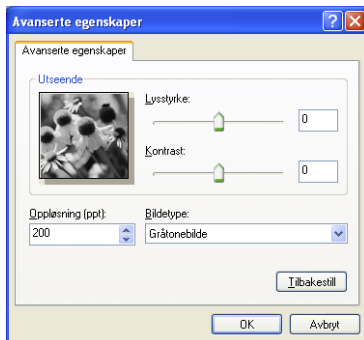 Avanserte egenskaper
Avanserte egenskaper
Utseende
Lysstyrke:
0
Kontrast:
0
Oppløsning (ppt):
Bildetype:
200
Gråtonebilde
Tilbakestill
OK
Avbryt